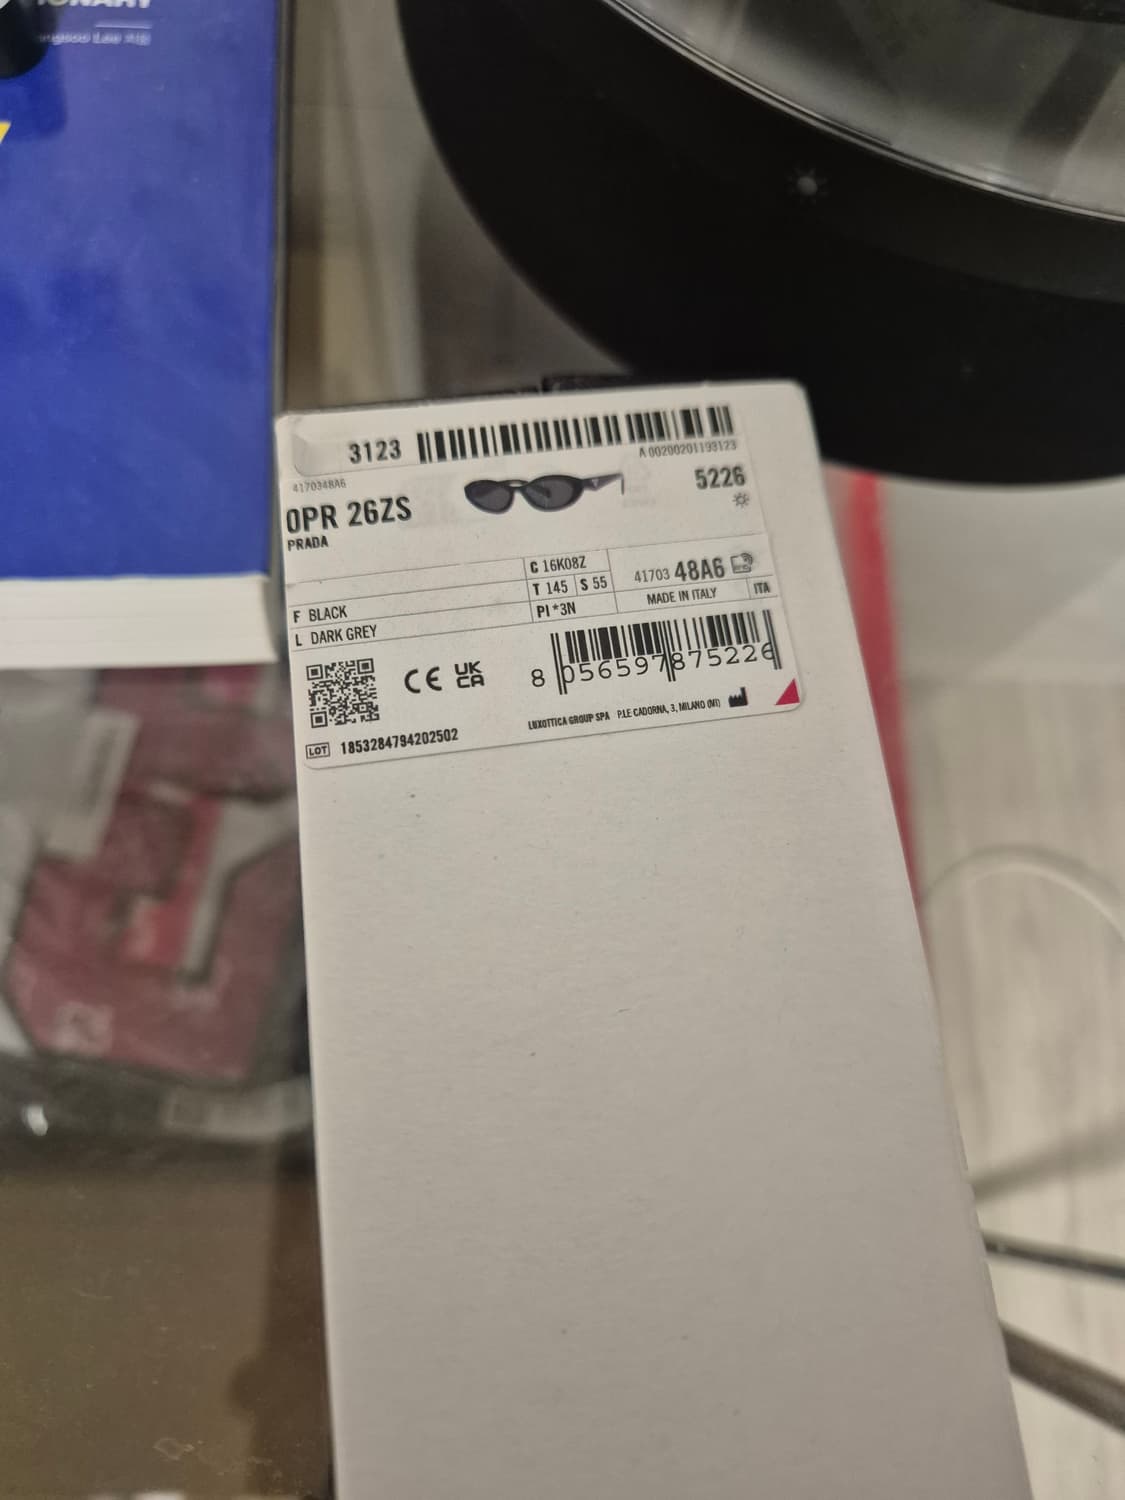 3123
A 00200201193123
4170348A6
0PR 26ZS
PRADA
5226
C 16K08Z
T 145 S 55
PI *3N
41703 48A6
MADE IN ITALY ITA
F BLACK
L DARK GREY
CE UK CA
8 056597 875226
LOT 1853284794202502
LUXOTTICA GROUP SPA P.LE CADORNA, 3, MILANO (MI)